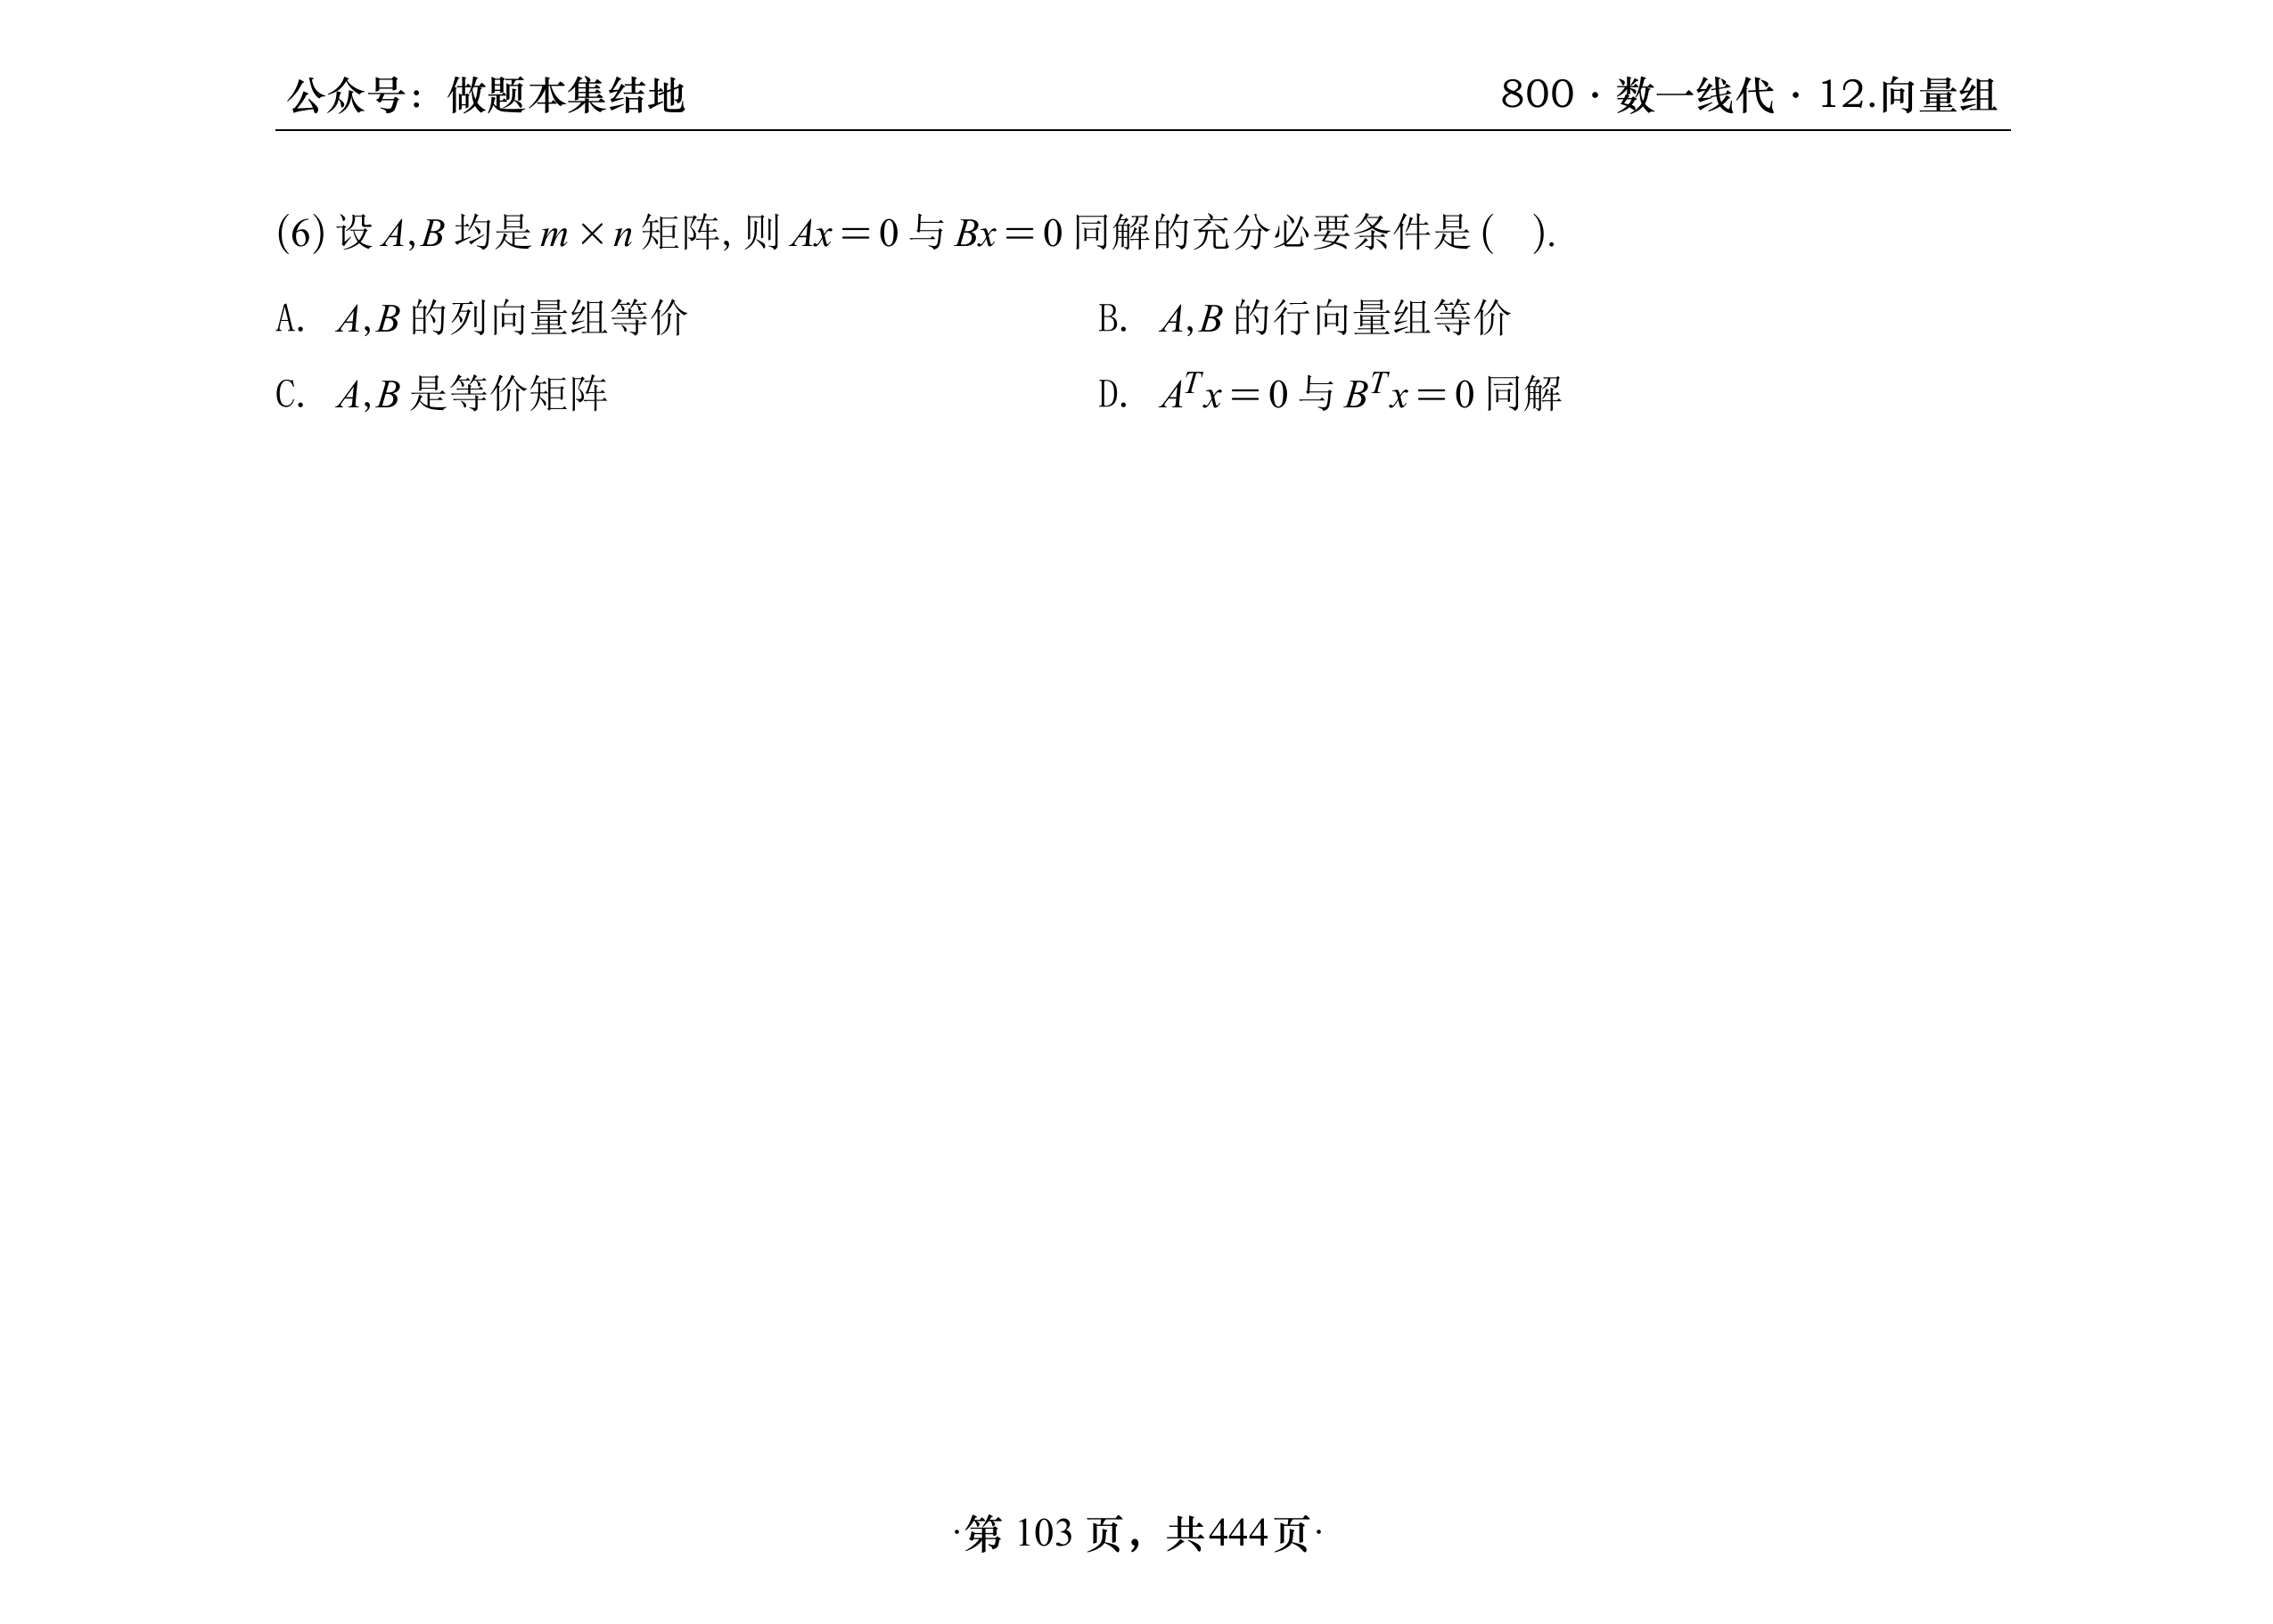 公众号：做题本集结地
800・数一线代・12.向量组
(6) 设 A,B 均是 m × n 矩阵, 则 Ax = 0 与 Bx = 0 同解的充分必要条件是 (   ).
A. A,B 的列向量组等价
B. A,B 的行向量组等价
C. A,B 是等价矩阵
D. A^T x = 0 与 B^T x = 0 同解
·第 103 页，共444页·